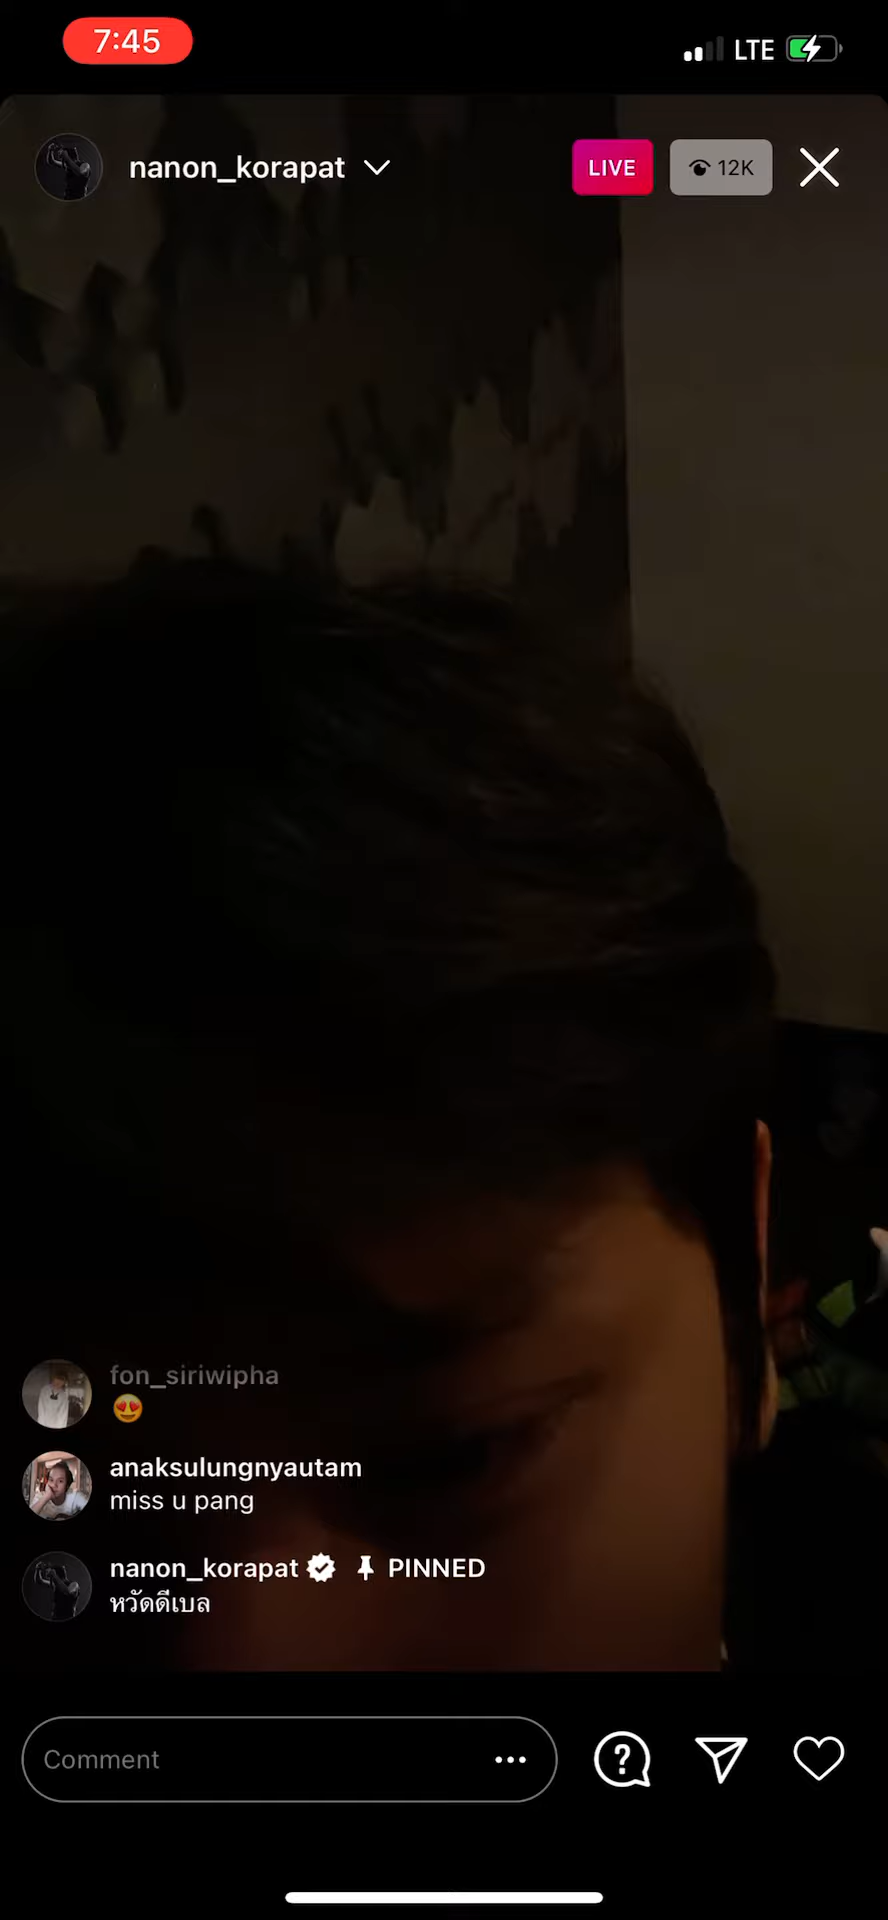 7:45
LTE
nanon_korapat
LIVE
12K
fon_siriwipha
😍
anaksulungnyautam
miss u pang
nanon_korapat PINNED
หวัดดีเบล
Comment